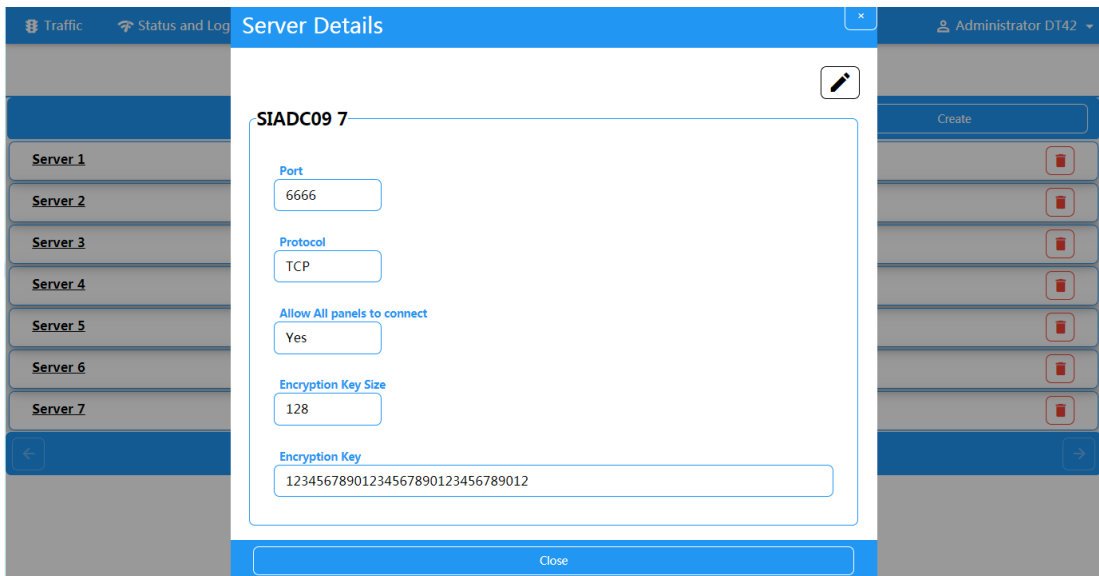 Traffic
Status and Log
Server Details
×
Administrator DT42
Create
SIADC09 7
Port
6666
Protocol
TCP
Allow All panels to connect
Yes
Encryption Key Size
128
Encryption Key
12345678901234567890123456789012
Server 1
Server 2
Server 3
Server 4
Server 5
Server 6
Server 7
Close